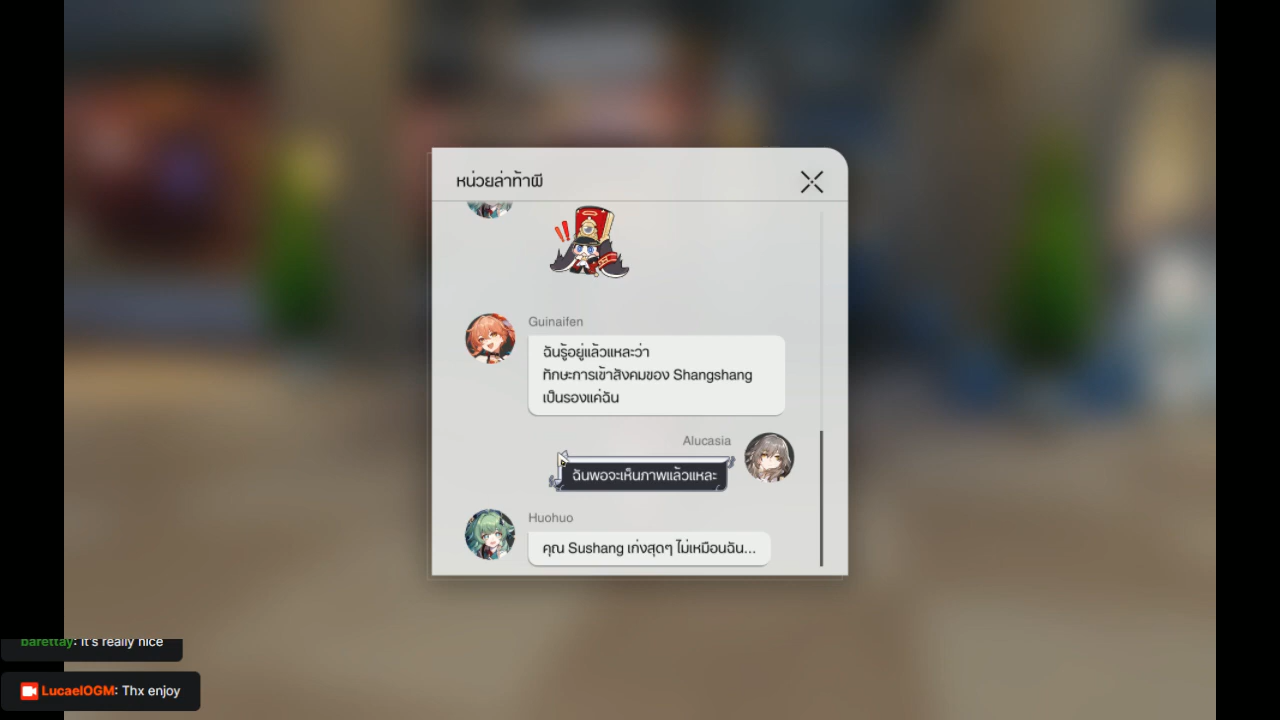 หน่วยล่าท้าผี
Guinaifen
ฉันรู้อยู่แล้วแหละว่า
ทักษะการเข้าสังคมของ Shangshang
เป็นรองแค่ฉัน
Alucasia
ฉันพอจะเห็นภาพแล้วแหละ
Huohuo
คุณ Sushang เก่งสุดๆ ไม่เหมือนฉัน...
barettay: It's really nice
LucaelOGM: Thx enjoy